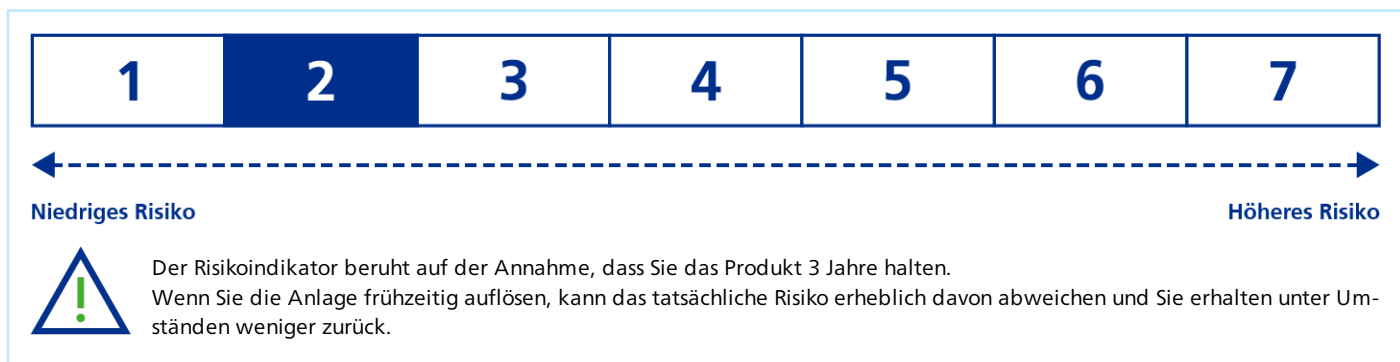 1 2 3 4 5 6 7
Niedriges Risiko Höheres Risiko
Der Risikoindikator beruht auf der Annahme, dass Sie das Produkt 3 Jahre halten.
Wenn Sie die Anlage frühzeitig auflösen, kann das tatsächliche Risiko erheblich davon abweichen und Sie erhalten unter Um-
ständen weniger zurück.